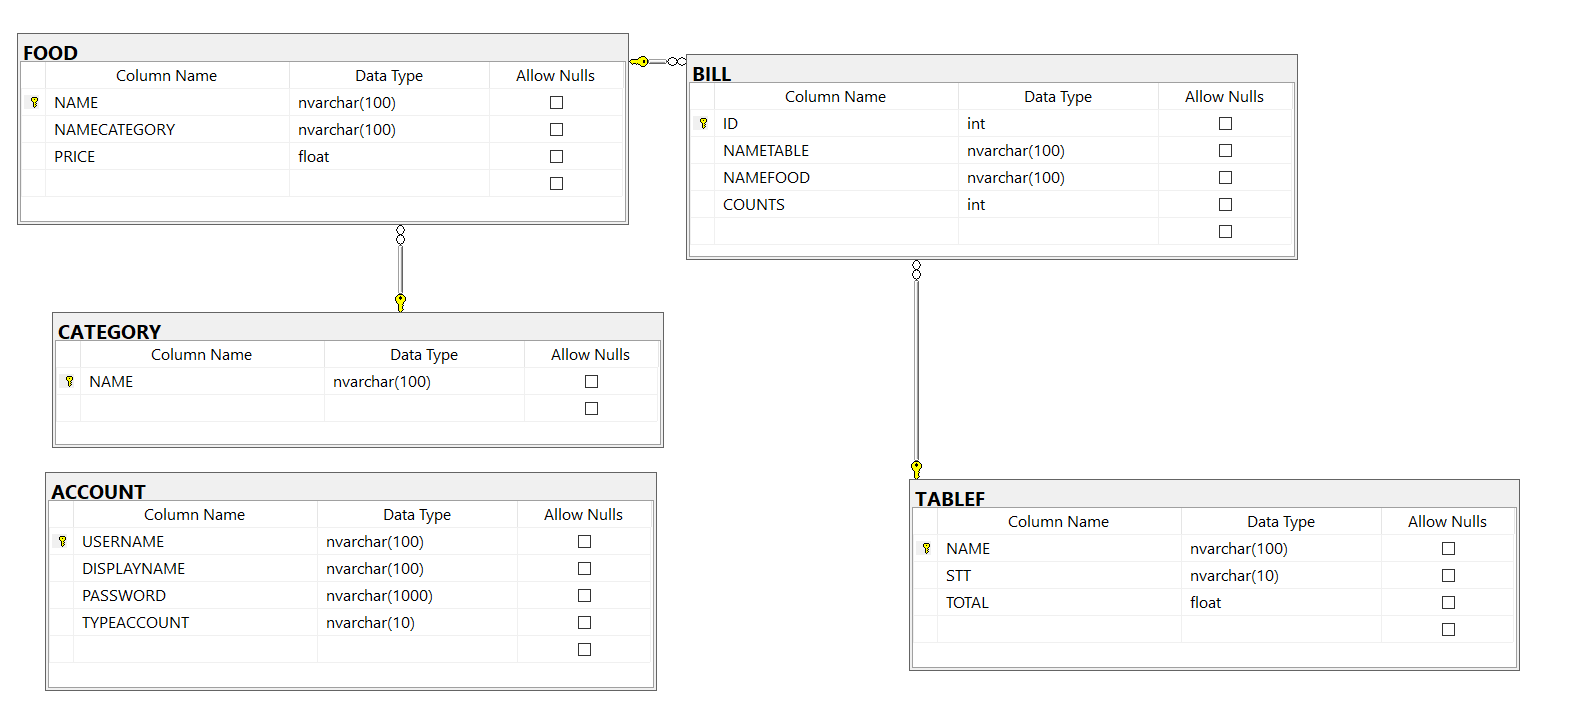 FOOD
Column Name Data Type Allow Nulls
NAME nvarchar(100)
NAMECATEGORY nvarchar(100)
PRICE float
BILL
Column Name Data Type Allow Nulls
ID int
NAMETABLE nvarchar(100)
NAMEFOOD nvarchar(100)
COUNTS int
CATEGORY
Column Name Data Type Allow Nulls
NAME nvarchar(100)
ACCOUNT
Column Name Data Type Allow Nulls
USERNAME nvarchar(100)
DISPLAYNAME nvarchar(100)
PASSWORD nvarchar(1000)
TYPEACCOUNT nvarchar(10)
TABLEF
Column Name Data Type Allow Nulls
NAME nvarchar(100)
STT nvarchar(10)
TOTAL float